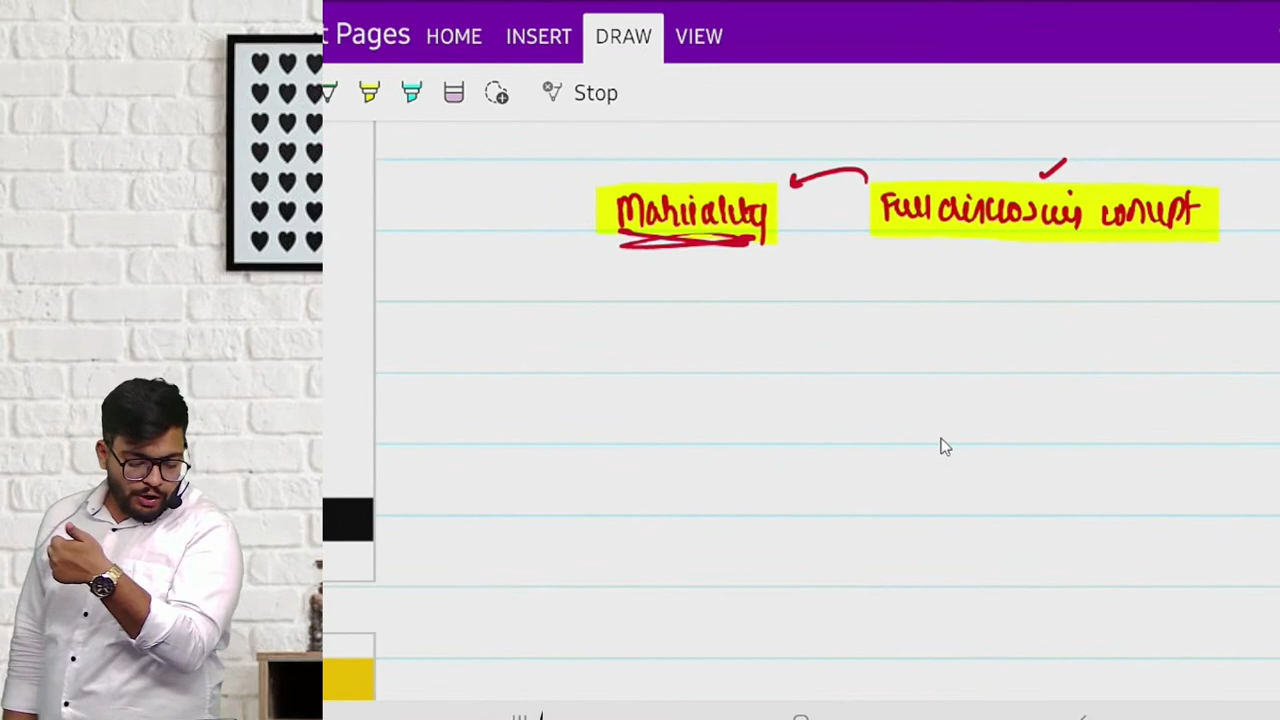 t Pages HOME INSERT DRAW VIEW
Stop
Materiality Full disclosure concept